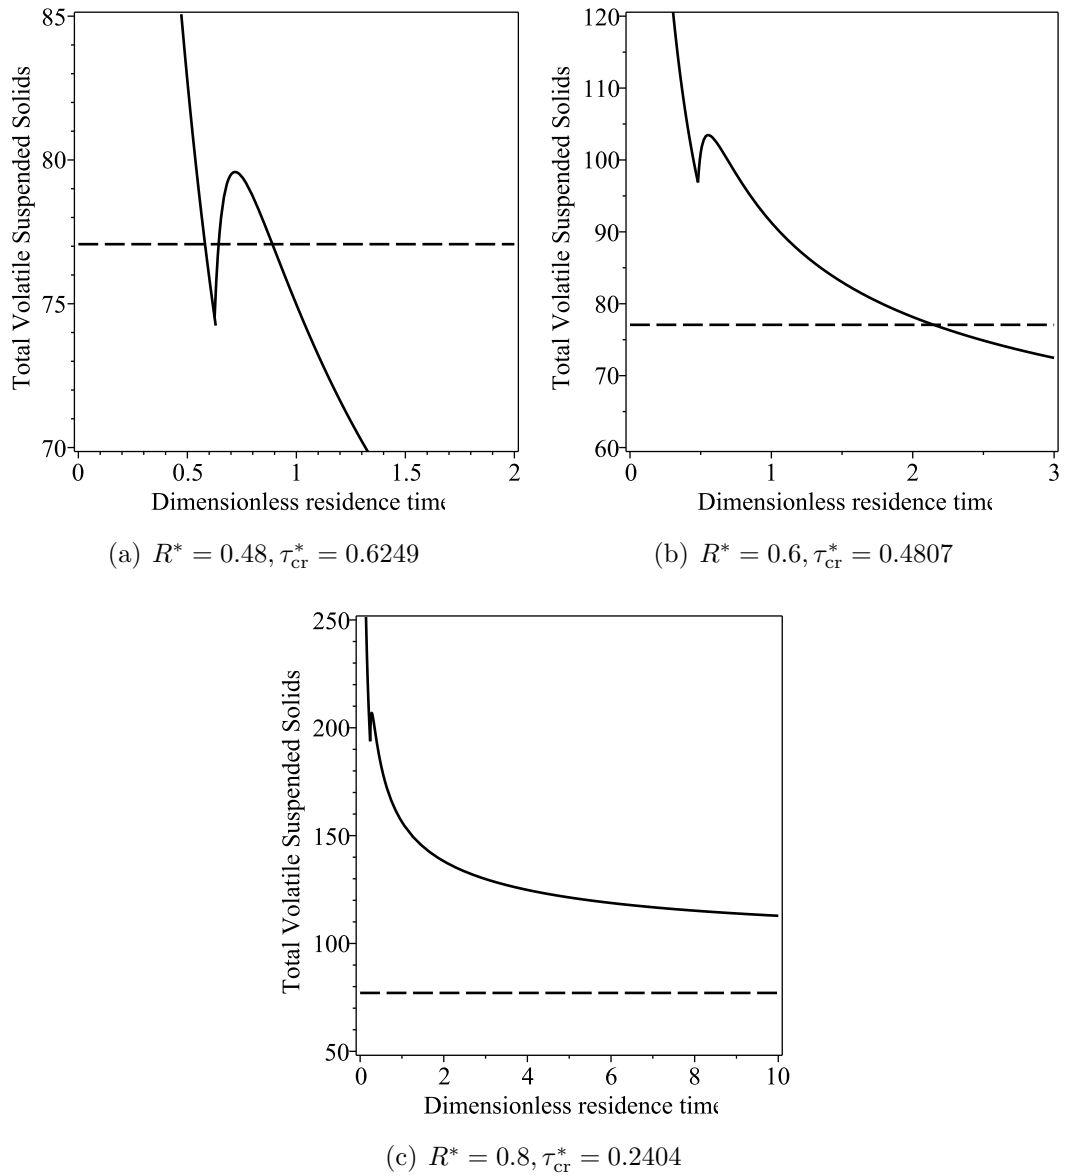 85
80
75
70
Total Volatile Suspended Solids
0 0.5 1 1.5 2
Dimensionless residence time
(a) R* = 0.48, τ*cr = 0.6249
120
110
100
90
80
70
60
Total Volatile Suspended Solids
0 1 2 3
Dimensionless residence time
(b) R* = 0.6, τ*cr = 0.4807
250
200
150
100
50
Total Volatile Suspended Solids
0 2 4 6 8 10
Dimensionless residence time
(c) R* = 0.8, τ*cr = 0.2404